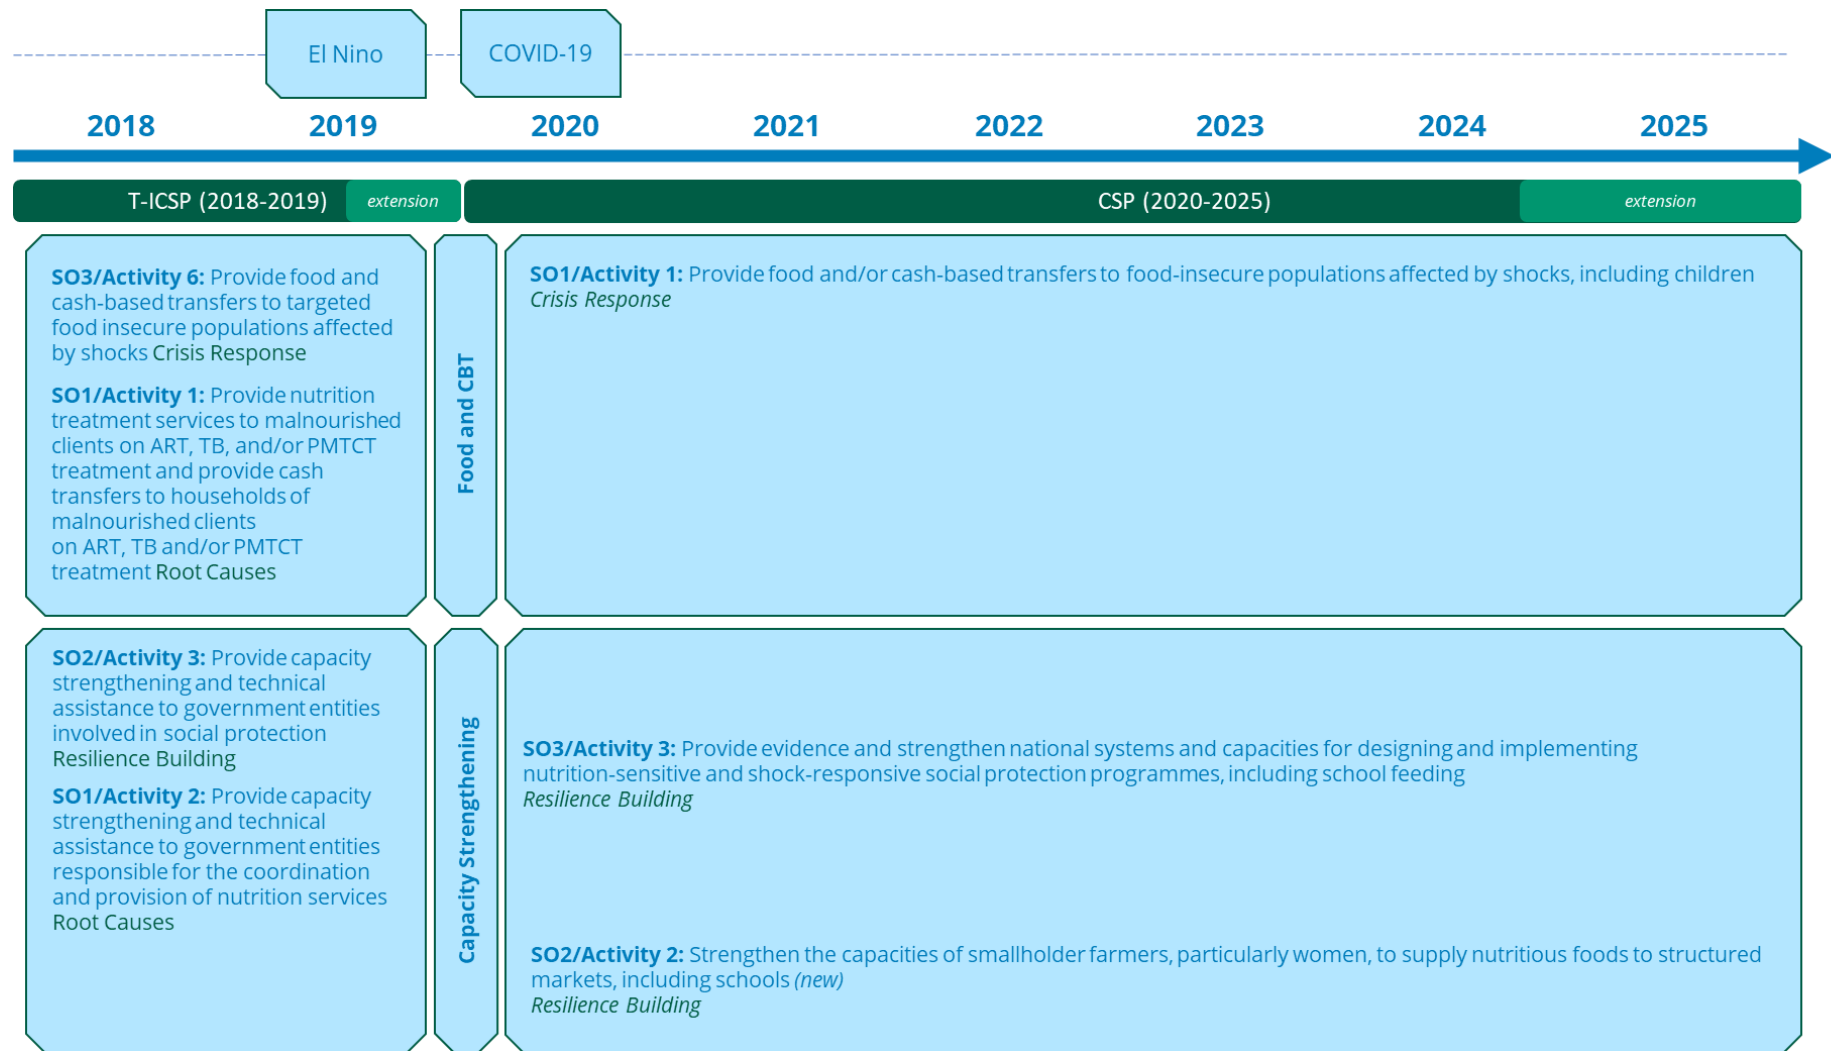 El Nino
COVID-19
2018 2019 2020 2021 2022 2023 2024 2025
T-ICSP (2018-2019)
extension
CSP (2020-2025)
extension
SO3/Activity 6: Provide food and
cash-based transfers to targeted
food insecure populations affected
by shocks Crisis Response
SO1/Activity 1: Provide nutrition
treatment services to malnourished
clients on ART, TB, and/or PMTCT
treatment and provide cash
transfers to households of
malnourished clients
on ART, TB and/or PMTCT
treatment Root Causes
Food and CBT
SO1/Activity 1: Provide food and/or cash-based transfers to food-insecure populations affected by shocks, including children
Crisis Response
SO2/Activity 3: Provide capacity
strengthening and technical
assistance to government entities
involved in social protection
Resilience Building
SO1/Activity 2: Provide capacity
strengthening and technical
assistance to government entities
responsible for the coordination
and provision of nutrition services
Root Causes
Capacity Strengthening
SO3/Activity 3: Provide evidence and strengthen national systems and capacities for designing and implementing
nutrition-sensitive and shock-responsive social protection programmes, including school feeding
Resilience Building
SO2/Activity 2: Strengthen the capacities of smallholder farmers, particularly women, to supply nutritious foods to structured
markets, including schools (new)
Resilience Building